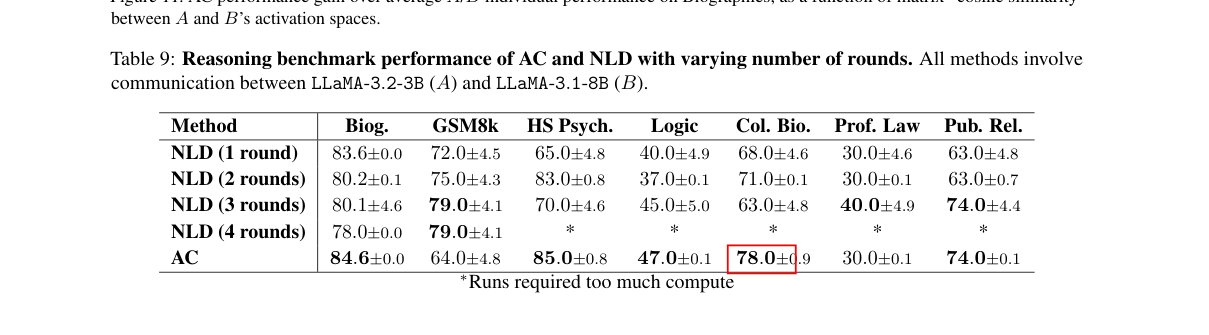 between A and B's activation spaces.
Table 9: Reasoning benchmark performance of AC and NLD with varying number of rounds. All methods involve
communication between LLaMA-3.2-3B (A) and LLaMA-3.1-8B (B).
Method Biog. GSM8k HS Psych. Logic Col. Bio. Prof. Law Pub. Rel.
NLD (1 round) 83.6±0.0 72.0±4.5 65.0±4.8 40.0±4.9 68.0±4.6 30.0±4.6 63.0±4.8
NLD (2 rounds) 80.2±0.1 75.0±4.3 83.0±0.8 37.0±0.1 71.0±0.1 30.0±0.1 63.0±0.7
NLD (3 rounds) 80.1±4.6 79.0±4.1 70.0±4.6 45.0±5.0 63.0±4.8 40.0±4.9 74.0±4.4
NLD (4 rounds) 78.0±0.0 79.0±4.1 * * * * *
AC 84.6±0.0 64.0±4.8 85.0±0.8 47.0±0.1 78.0±0.9 30.0±0.1 74.0±0.1
*Runs required too much compute